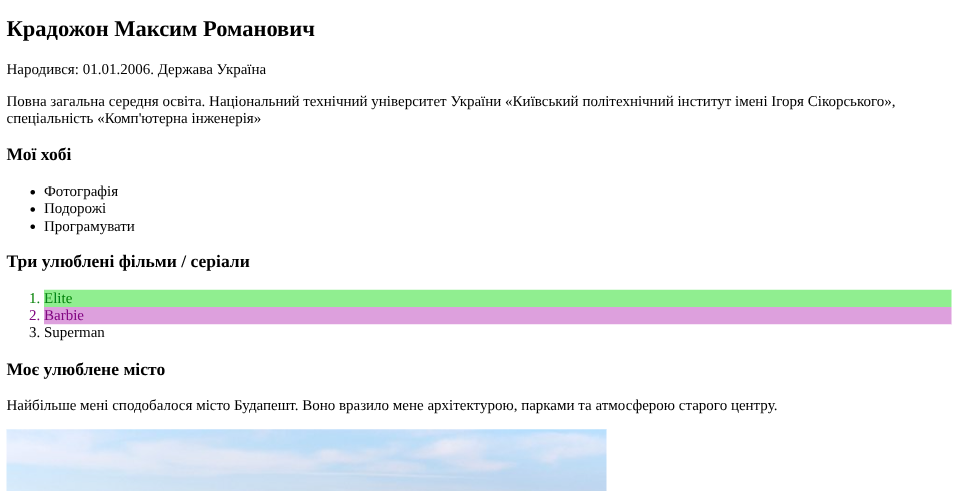 Крадожон Максим Романович
Народився: 01.01.2006. Держава Україна
Повна загальна середня освіта. Національний технічний університет України «Київський політехнічний інститут імені Ігоря Сікорського»,
спеціальність «Комп'ютерна інженерія»
Мої хобі
• Фотографія
• Подорожі
• Програмувати
Три улюблені фільми / серіали
1. Elite
2. Barbie
3. Superman
Моє улюблене місто
Найбільше мені сподобалося місто Будапешт. Воно вразило мене архітектурою, парками та атмосферою старого центру.